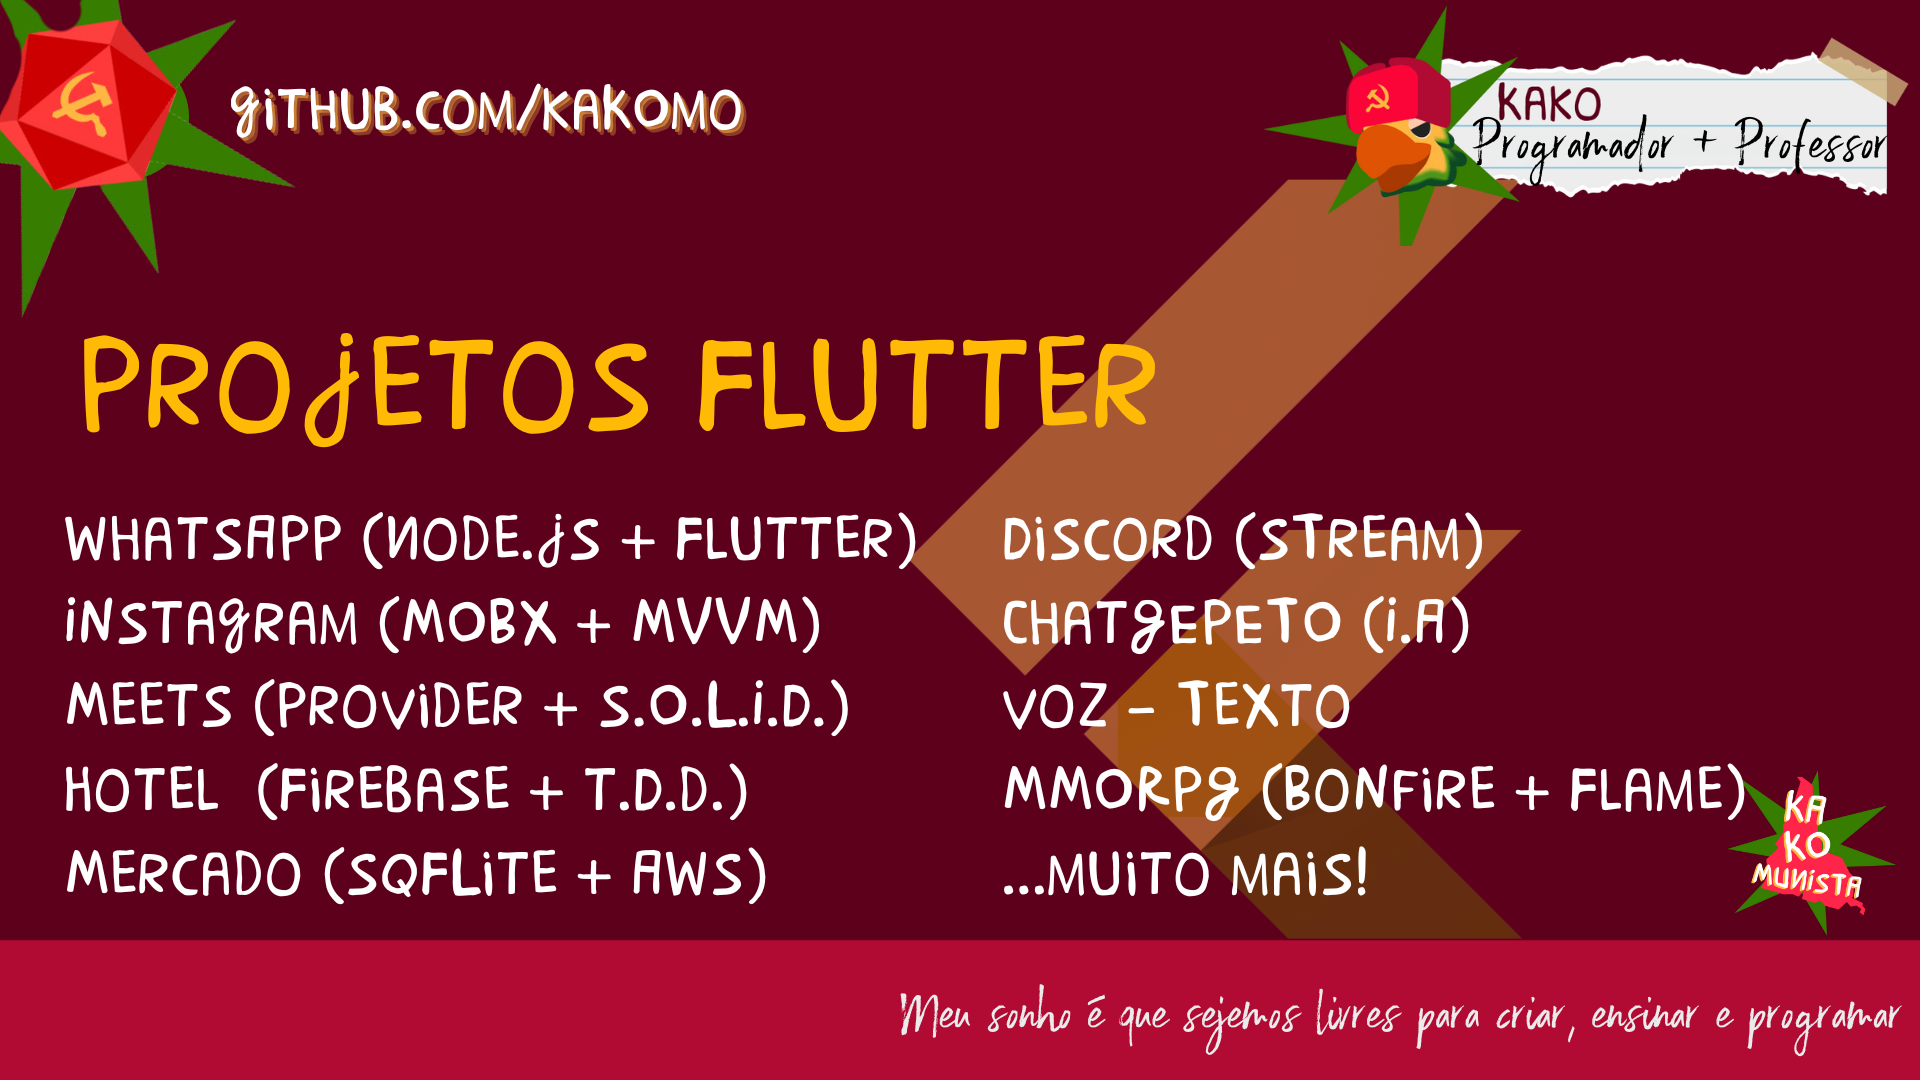 giTHUB.COM/KAKOMO
KAKO
Programador + Professor
PROjETOS FLUTTER
WHATSAPP (NODE.jS + FLUTTER)
iNSTAgRAM (MOBX + MVVM)
MEETS (PROViDER + S.O.L.i.D.)
HOTEL (FiREBASE + T.D.D.)
MERCADO (SQFLiTE + AWS)
DiSCORD (STREAM)
CHATgEPETO (i.A)
VOZ - TEXTO
MMORPg (BONFiRE + FLAME)
...MUiTO MAiS!
KA
KO
MUNiSTA
Meu sonho é que sejemos livres para criar, ensinar e programar